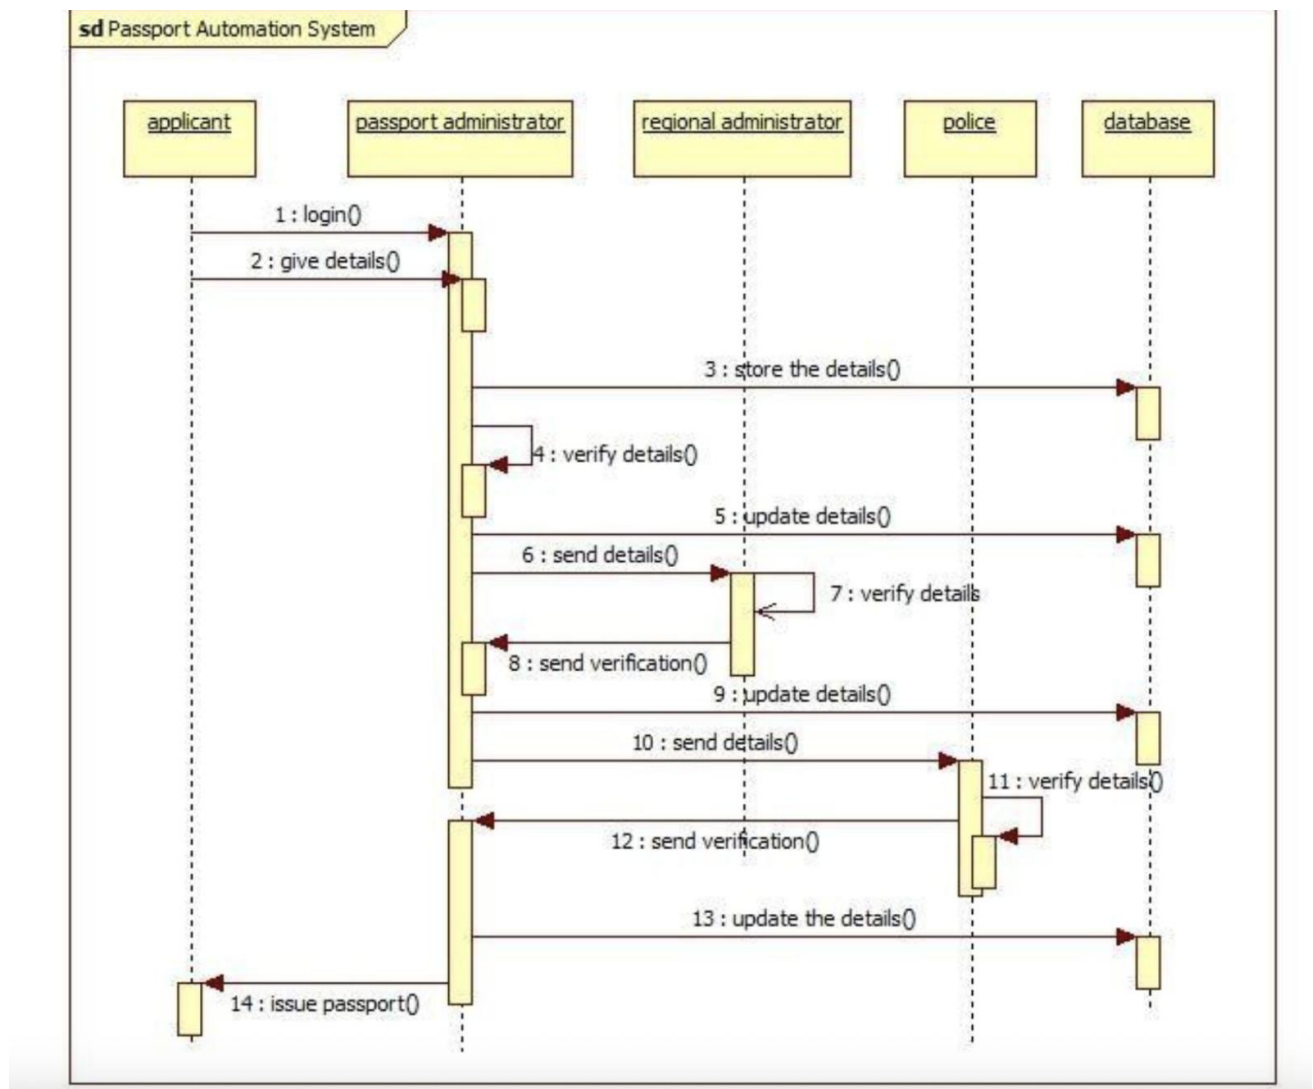 sd Passport Automation System
applicant
passport administrator
regional administrator
police
database
1 : login()
2 : give details()
3 : store the details()
4 : verify details()
5 : update details()
6 : send details()
7 : verify details
8 : send verification()
9 : update details()
10 : send details()
11 : verify details()
12 : send verification()
13 : update the details()
14 : issue passport()